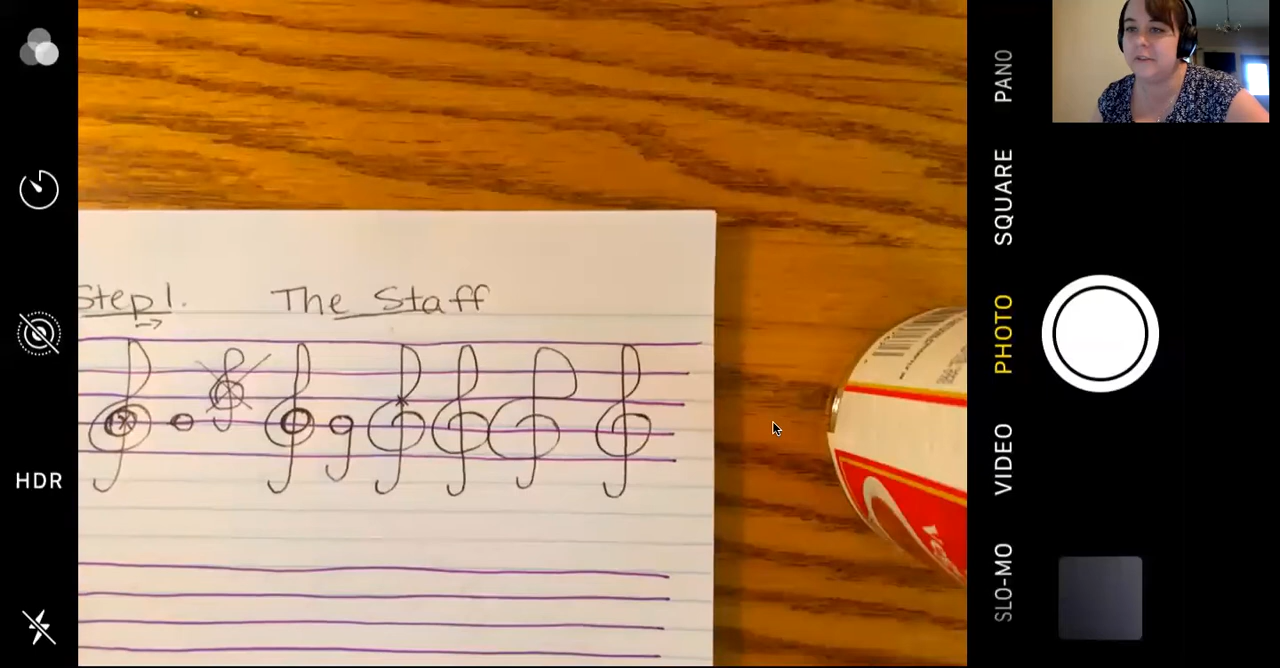 PANO
SQUARE
PHOTO
VIDEO
SLO-MO
HDR
Step 1. The Staff